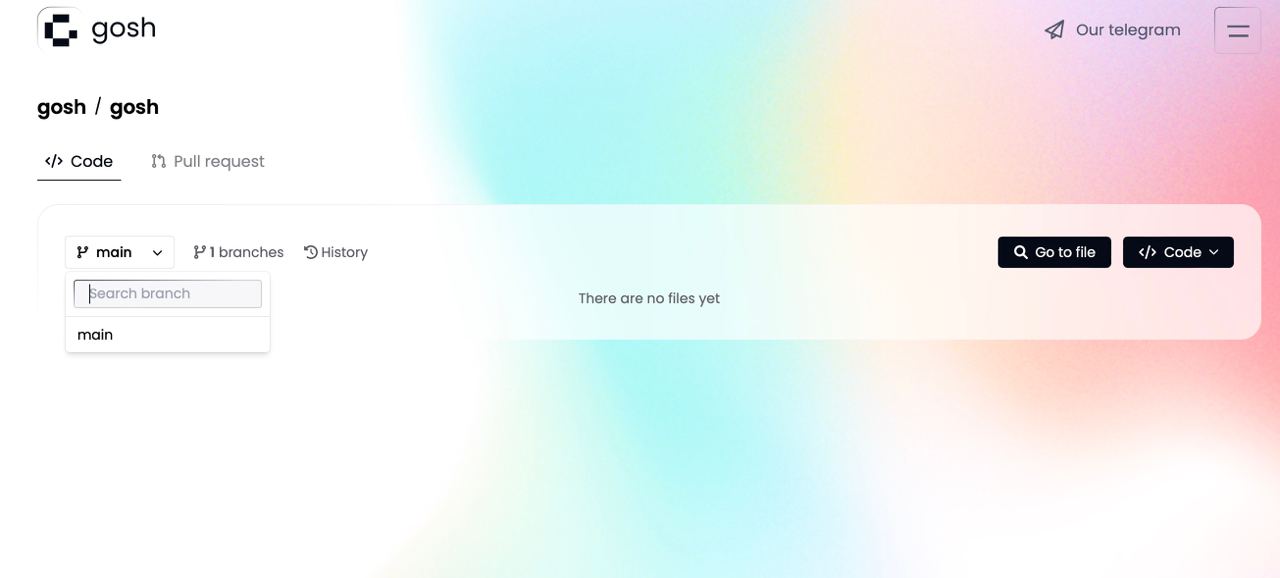 gosh
Our telegram
gosh / gosh
</> Code
Pull request
main
1 branches
History
Go to file
</> Code
Search branch
There are no files yet
main